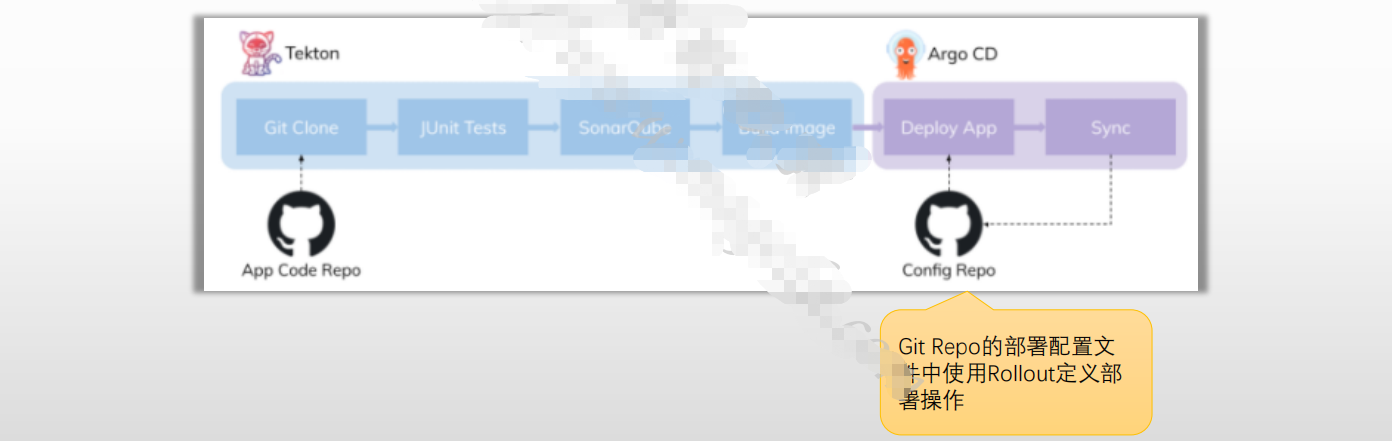 Tekton
Argo CD
Git Clone
JUnit Tests
SonarQube
Build Image
Deploy App
Sync
App Code Repo
Config Repo
Git Repo的部署配置文
件中使用Rollout定义部
署操作